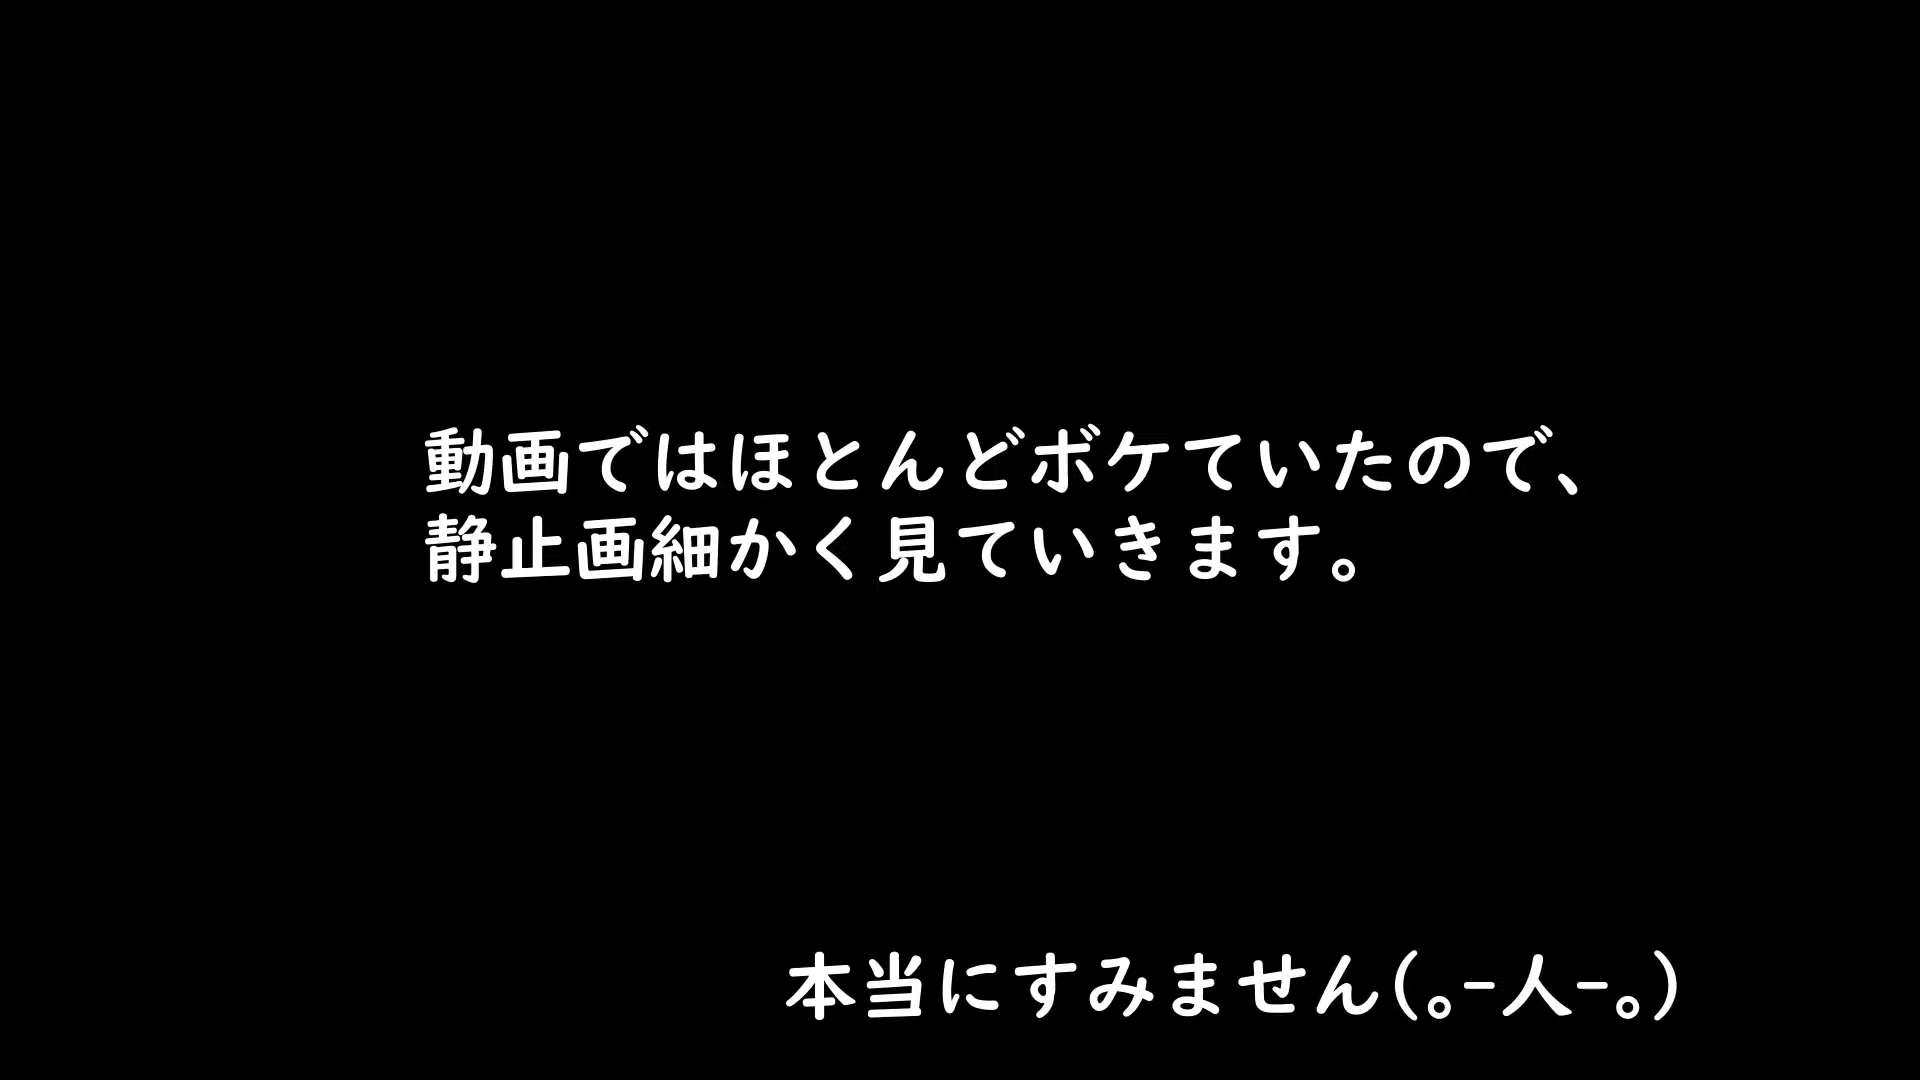 動画ではほとんどボケていたので、
静止画細かく見ていきます。
本当にすみません(｡-人-｡)